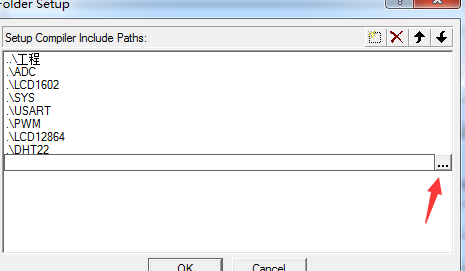 Folder Setup
Setup Compiler Include Paths:
..\工程
.\ADC
.\LCD1602
.\SYS
.\USART
.\PWM
.\LCD12864
.\DHT22
...
OK
Cancel